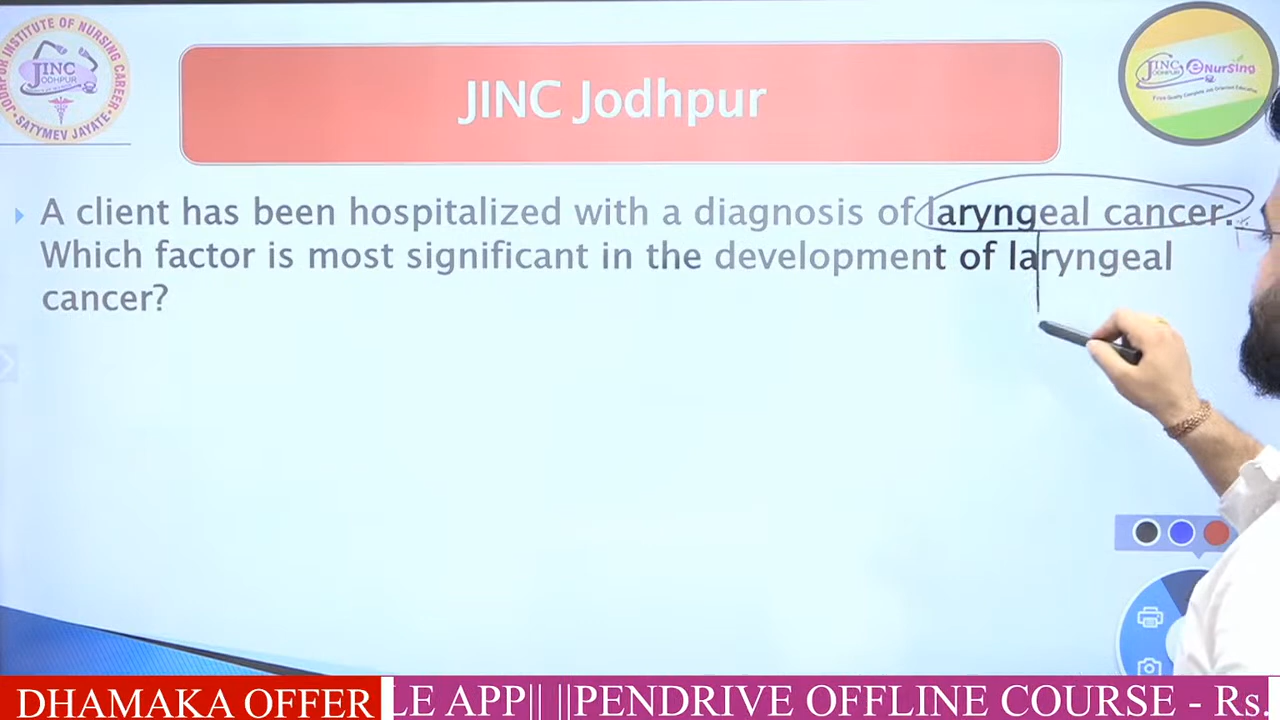 JODHPUR INSTITUTE OF NURSING CAREER
JINC
JODHPUR
SATYMEV JAYATE
JINC Jodhpur
JINC
JODHPUR
eNursing
A client has been hospitalized with a diagnosis of laryngeal cancer.
Which factor is most significant in the development of laryngeal
cancer?
DHAMAKA OFFER
LE APP|| ||PENDRIVE OFFLINE COURSE - Rs.